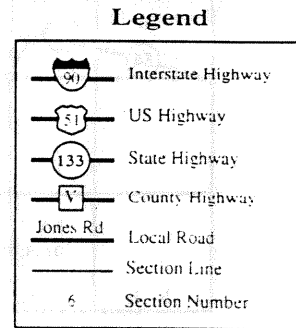 Legend
90 Interstate Highway
51 US Highway
133 State Highway
V County Highway
Jones Rd Local Road
Section Line
6 Section Number